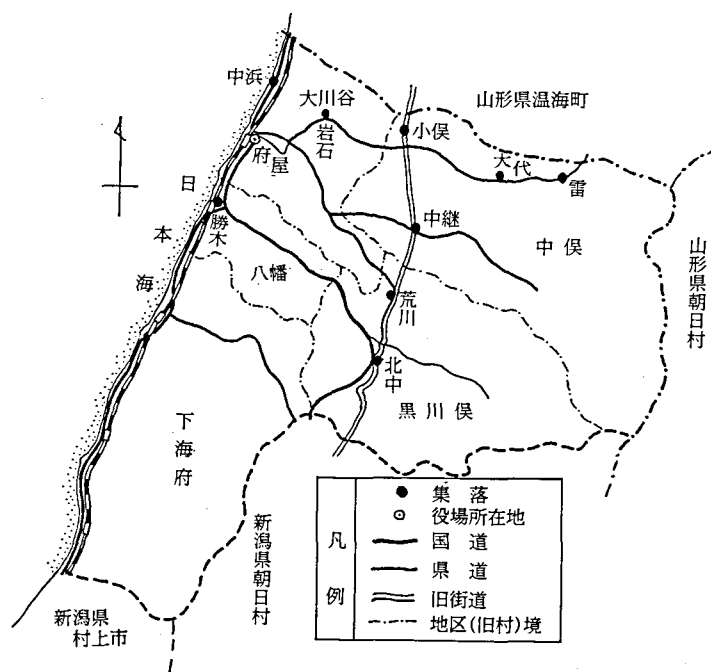 中浜
大川谷
岩石
小俣
山形県温海町
府屋
大代
雷
日本海
勝木
中継
中俣
八幡
荒川
山形県朝日村
北中
黒川俣
下海府
新潟県朝日村
新潟県
村上市
凡例
集落
役場所在地
国道
県道
旧街道
地区(旧村)境